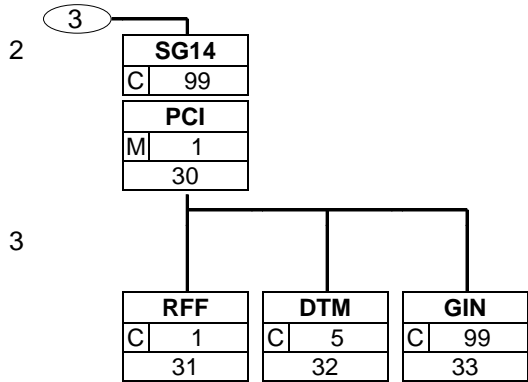 3
2
SG14
C 99
PCI
M 1
30
3
RFF DTM GIN
C 1 C 5 C 99
31 32 33